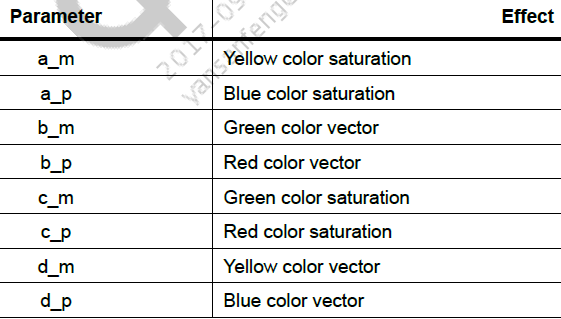 Parameter Effect
a_m Yellow color saturation
a_p Blue color saturation
b_m Green color vector
b_p Red color vector
c_m Green color saturation
c_p Red color saturation
d_m Yellow color vector
d_p Blue color vector